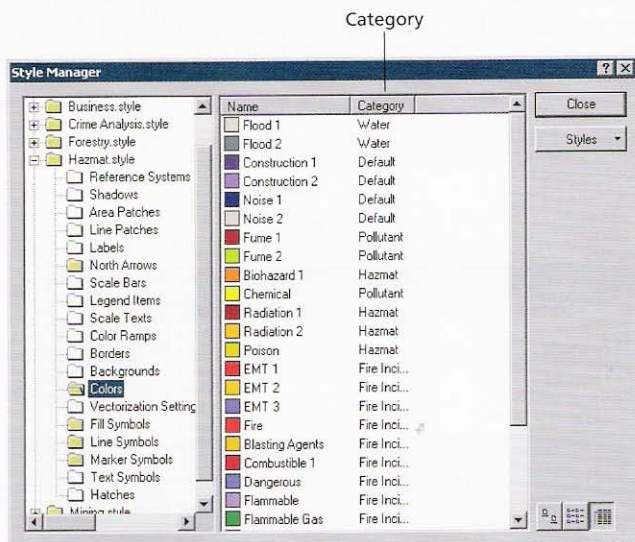 Category
Style Manager
Business.style
Crime Analysis.style
Forestry.style
Hazmat.style
Reference Systems
Shadows
Area Patches
Line Patches
Labels
North Arrows
Scale Bars
Legend Items
Scale Texts
Color Ramps
Borders
Backgrounds
Colors
Vectorization Setting
Fill Symbols
Line Symbols
Marker Symbols
Text Symbols
Hatches
Mining.style
Name Category
Flood 1 Water
Flood 2 Water
Construction 1 Default
Construction 2 Default
Noise 1 Default
Noise 2 Default
Fume 1 Pollutant
Fume 2 Pollutant
Biohazard 1 Hazmat
Chemical Pollutant
Radiation 1 Hazmat
Radiation 2 Hazmat
Poison Hazmat
EMT 1 Fire Inci...
EMT 2 Fire Inci...
EMT 3 Fire Inci...
Fire Fire Inci...
Blasting Agents Fire Inci...
Combustible 1 Fire Inci...
Dangerous Fire Inci...
Flammable Fire Inci...
Flammable Gas Fire Inci...
Close
Styles